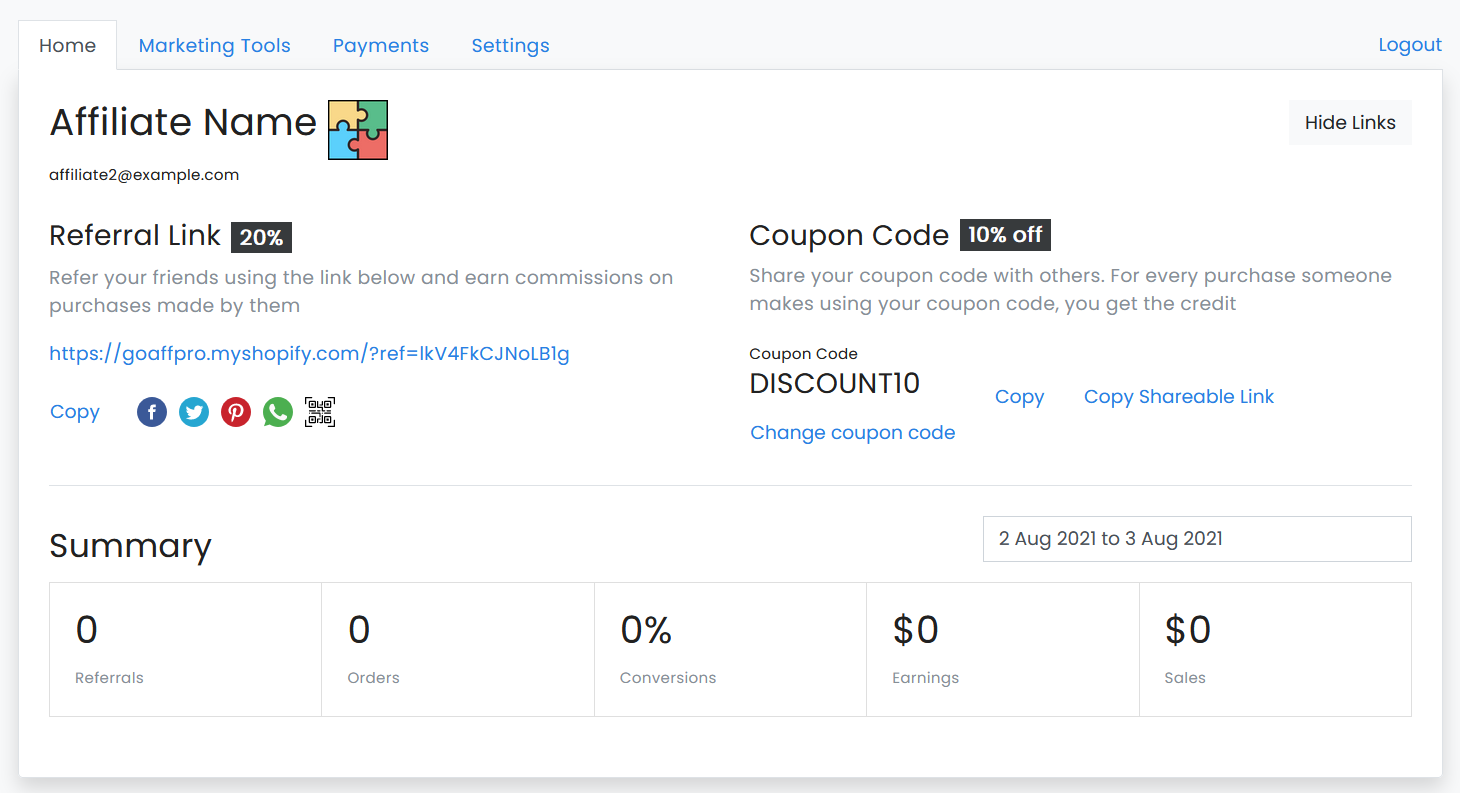 Home
Marketing Tools
Payments
Settings
Logout
Affiliate Name
Hide Links
affiliate2@example.com
Referral Link 20%
Refer your friends using the link below and earn commissions on
purchases made by them
https://goaffpro.myshopify.com/?ref=lkV4FkCJNoLB1g
Copy
Coupon Code 10% off
Share your coupon code with others. For every purchase someone
makes using your coupon code, you get the credit
Coupon Code
DISCOUNT10
Copy
Copy Shareable Link
Change coupon code
Summary
2 Aug 2021 to 3 Aug 2021
0
Referrals
0
Orders
0%
Conversions
$0
Earnings
$0
Sales